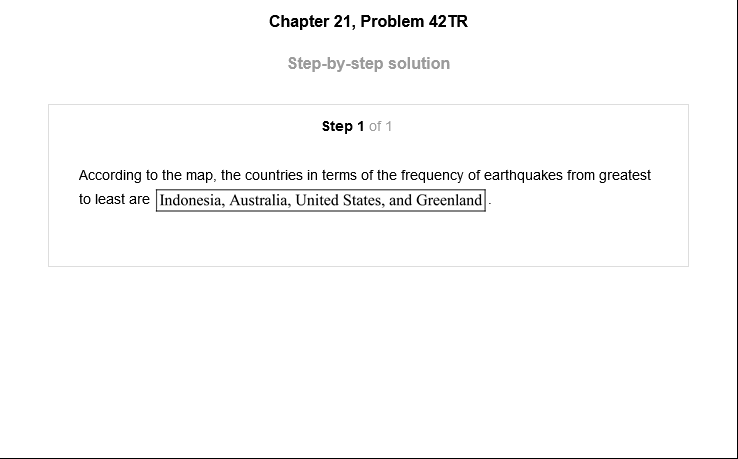 Chapter 21, Problem 42TR
Step-by-step solution
Step 1 of 1
According to the map, the countries in terms of the frequency of earthquakes from greatest
to least are Indonesia, Australia, United States, and Greenland.